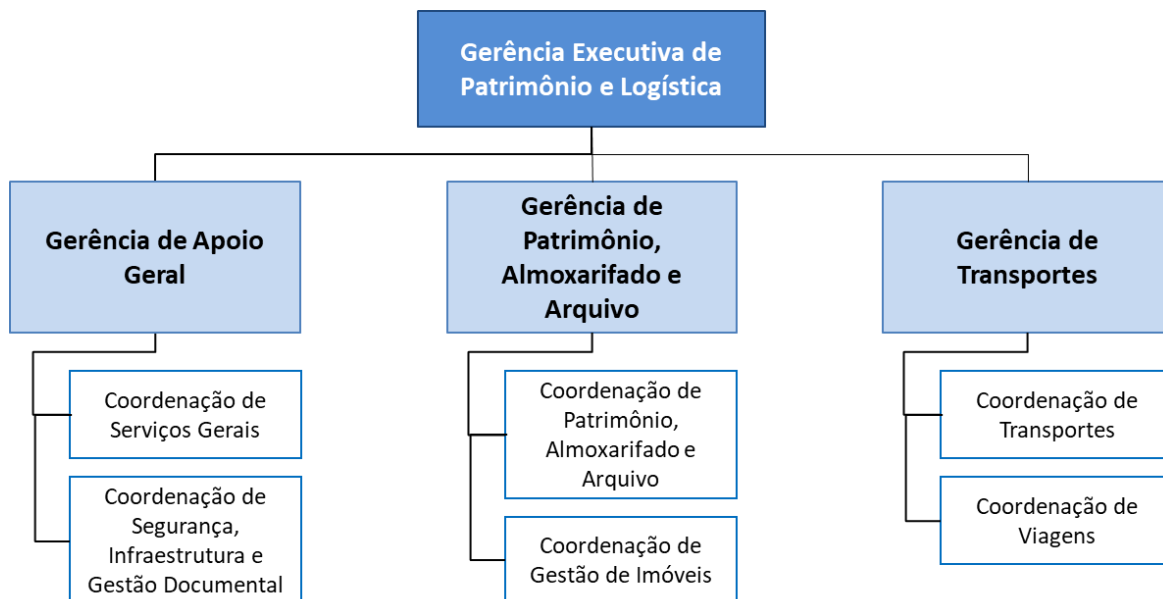 Gerência Executiva de
Patrimônio e Logística
Gerência de Apoio
Geral
Coordenação de
Serviços Gerais
Coordenação de
Segurança,
Infraestrutura e
Gestão Documental
Gerência de
Patrimônio,
Almoxarifado e
Arquivo
Coordenação de
Patrimônio,
Almoxarifado e
Arquivo
Coordenação de
Gestão de Imóveis
Gerência de
Transportes
Coordenação de
Transportes
Coordenação de
Viagens